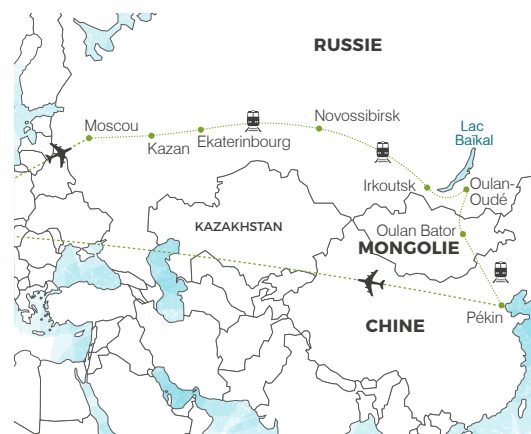 RUSSIE
Moscou
Kazan
Ekaterinbourg
Novossibirsk
Lac
Baïkal
Irkoutsk
Oulan-
Oudé
KAZAKHSTAN
Oulan Bator
MONGOLIE
CHINE
Pékin